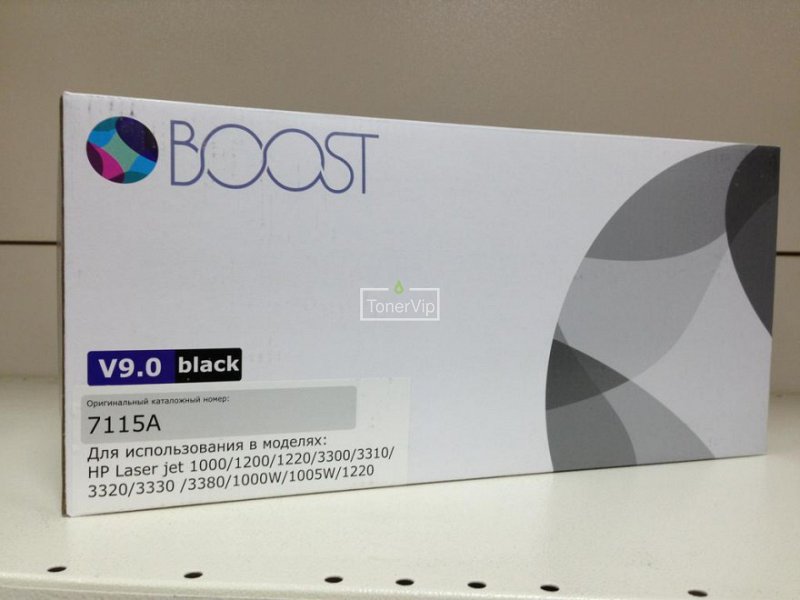 BOOST
TonerVip
V9.0 black
Оригинальный каталожный номер:
7115A
Для использования в моделях:
HP Laser jet 1000/1200/1220/3300/3310/
3320/3330 /3380/1000W/1005W/1220